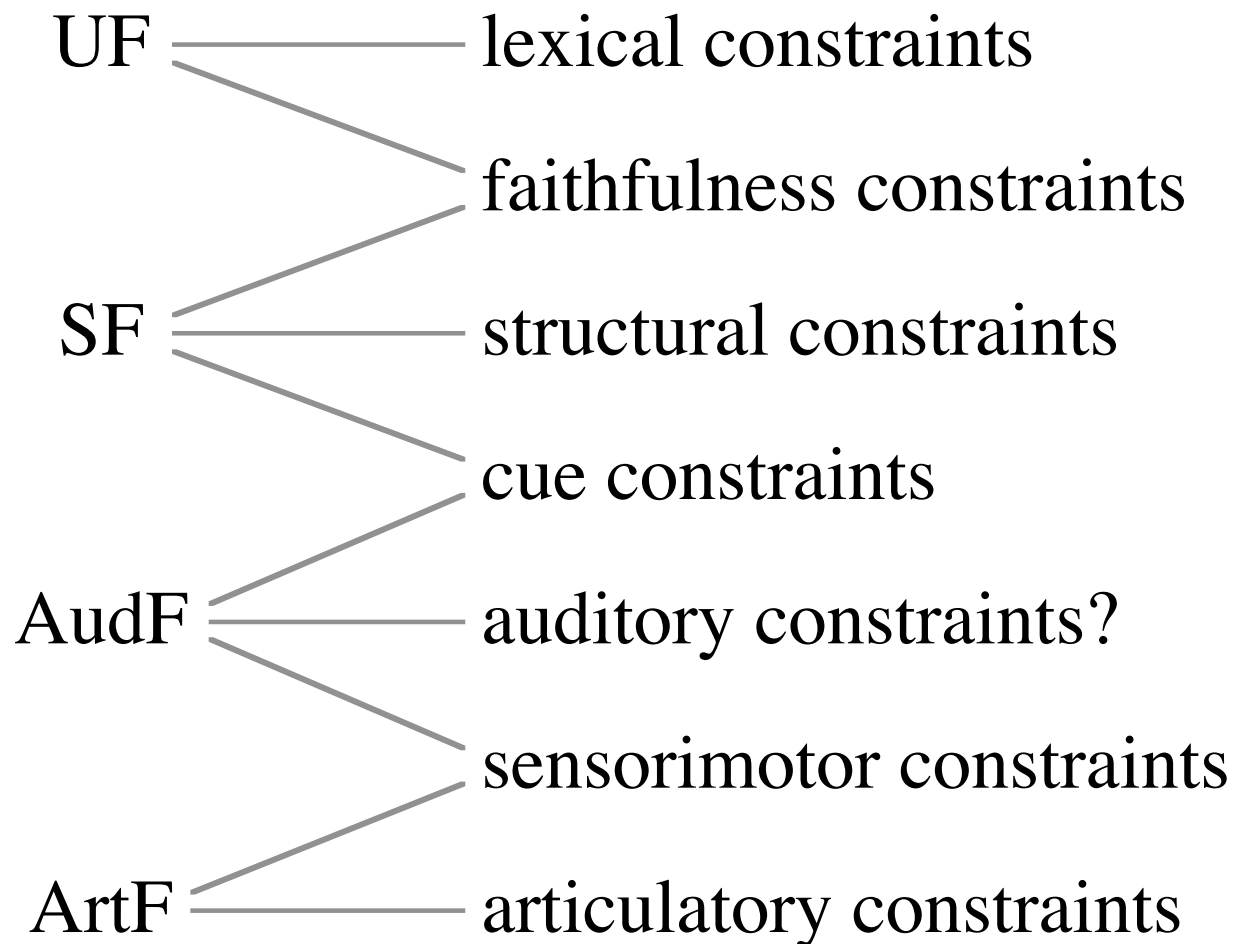 UF lexical constraints
faithfulness constraints
SF structural constraints
cue constraints
AudF auditory constraints?
sensorimotor constraints
ArtF articulatory constraints